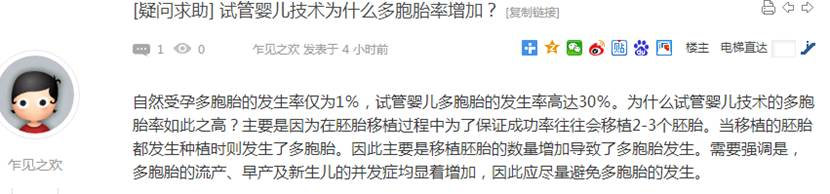 [疑问求助] 试管婴儿技术为什么多胞胎率增加？ [复制链接]
1 0 乍见之欢 发表于 4 小时前 楼主 电梯直达
自然受孕多胞胎的发生率仅为1%，试管婴儿多胞胎的发生率高达30%。为什么试管婴儿技术的多胞
胎率如此之高？主要是因为在胚胎移植过程中为了保证成功率往往会移植2-3个胚胎。当移植的胚胎
都发生种植时则发生了多胞胎。因此主要是移植胚胎的数量增加导致了多胞胎发生。需要强调是，
乍见之欢
多胞胎的流产、早产及新生儿的并发症均显着增加，因此应尽量避免多胞胎的发生。